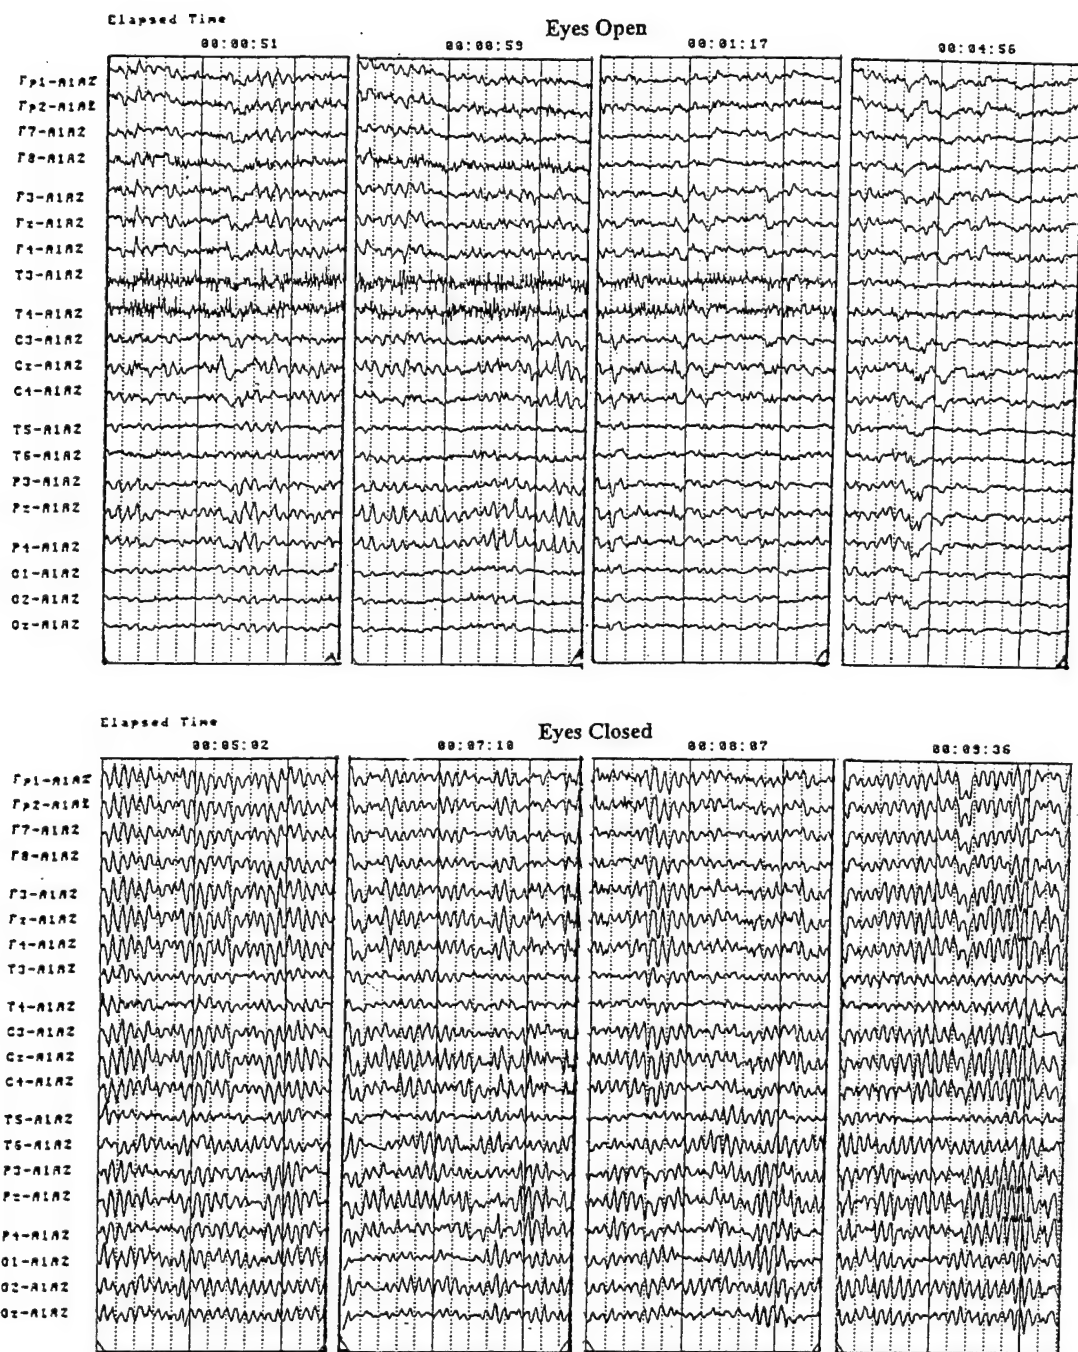 Elapsed Time
Eyes Open
00:00:51 00:00:59 00:01:17 00:04:56
Fp1-A1A2
Fp2-A1A2
F7-A1A2
F8-A1A2
F3-A1A2
Fz-A1A2
F4-A1A2
T3-A1A2
T4-A1A2
C3-A1A2
Cz-A1A2
C4-A1A2
T5-A1A2
T6-A1A2
P3-A1A2
Pz-A1A2
P4-A1A2
O1-A1A2
O2-A1A2
Oz-A1A2
Elapsed Time
Eyes Closed
00:05:02 00:07:10 00:08:07 00:09:36
Fp1-A1A2
Fp2-A1A2
F7-A1A2
F8-A1A2
F3-A1A2
Fz-A1A2
F4-A1A2
T3-A1A2
T4-A1A2
C3-A1A2
Cz-A1A2
C4-A1A2
T5-A1A2
T6-A1A2
P3-A1A2
Pz-A1A2
P4-A1A2
O1-A1A2
O2-A1A2
Oz-A1A2